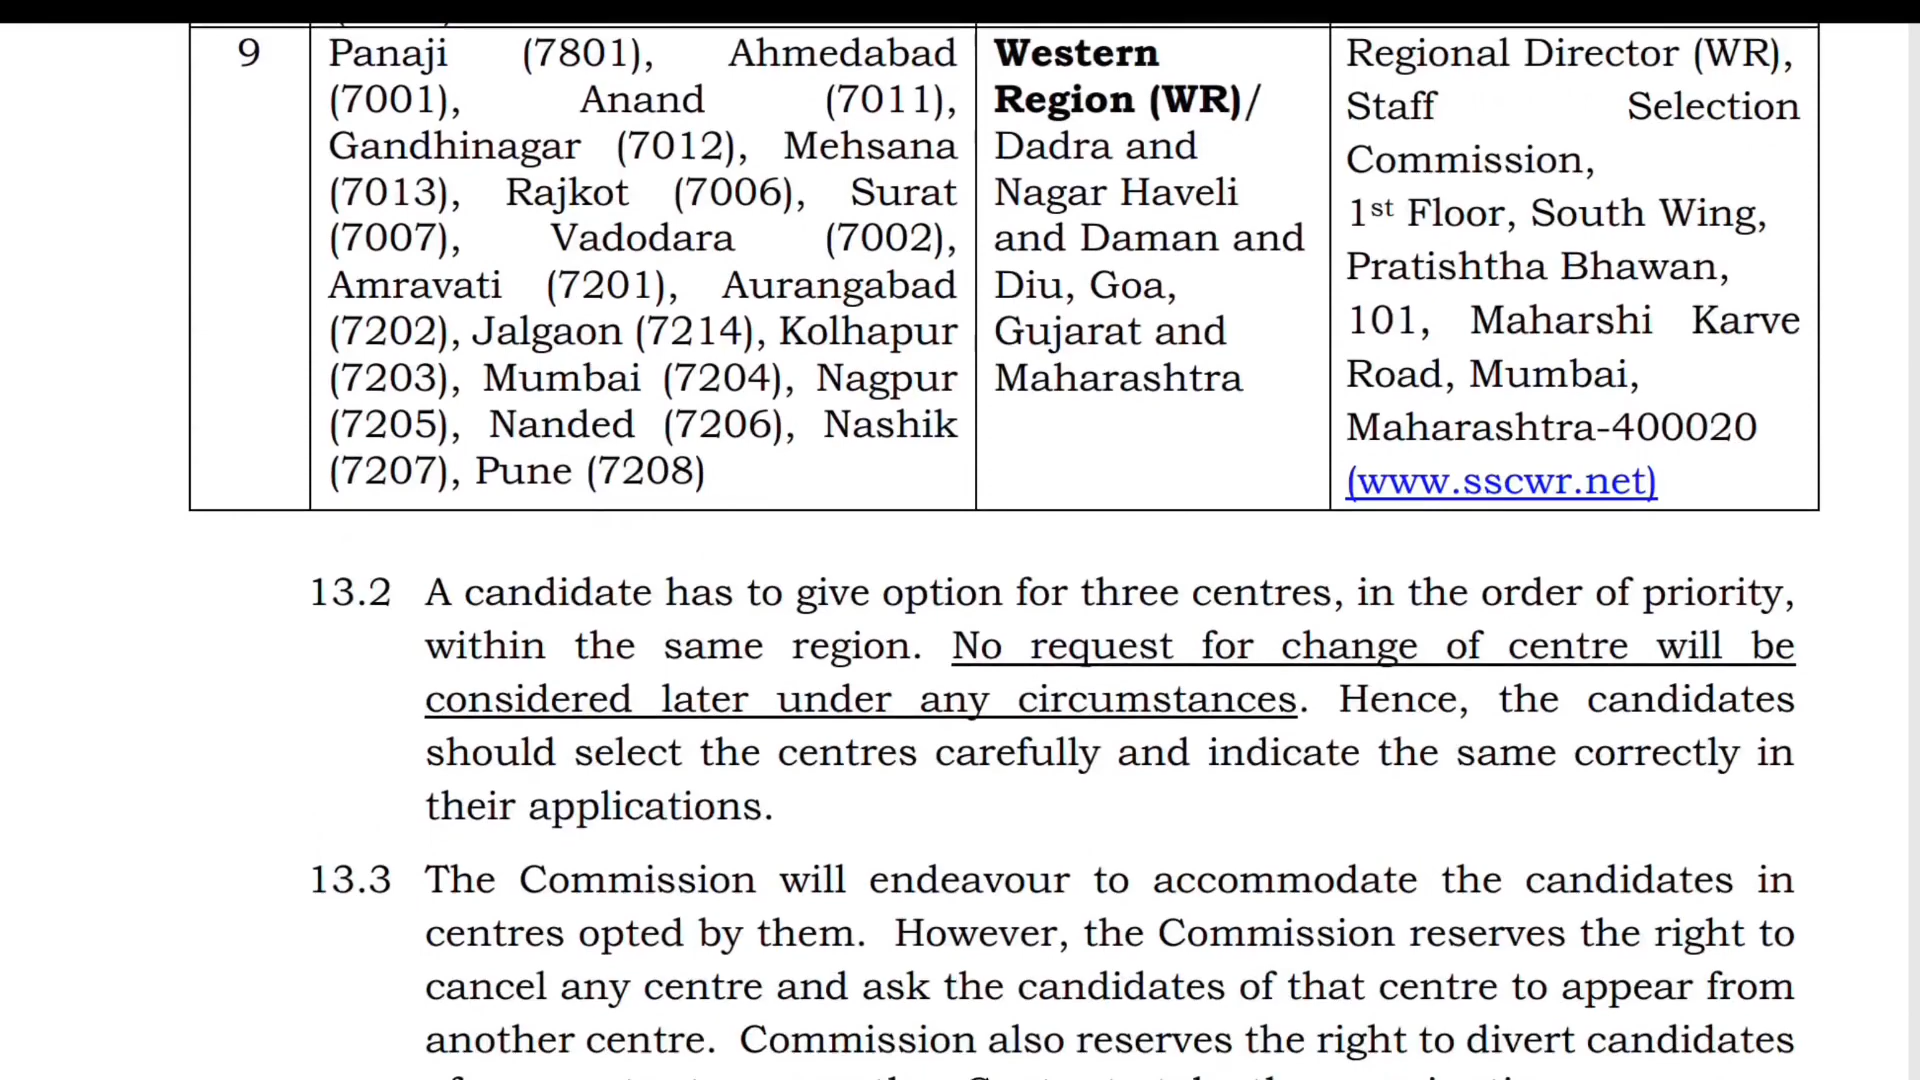 9
Panaji (7801), Ahmedabad
(7001), Anand (7011),
Gandhinagar (7012), Mehsana
(7013), Rajkot (7006), Surat
(7007), Vadodara (7002),
Amravati (7201), Aurangabad
(7202), Jalgaon (7214), Kolhapur
(7203), Mumbai (7204), Nagpur
(7205), Nanded (7206), Nashik
(7207), Pune (7208)
Western
Region (WR)/
Dadra and
Nagar Haveli
and Daman and
Diu, Goa,
Gujarat and
Maharashtra
Regional Director (WR),
Staff Selection
Commission,
1st Floor, South Wing,
Pratishtha Bhawan,
101, Maharshi Karve
Road, Mumbai,
Maharashtra-400020
(www.sscwr.net)
13.2 A candidate has to give option for three centres, in the order of priority,
within the same region. No request for change of centre will be
considered later under any circumstances. Hence, the candidates
should select the centres carefully and indicate the same correctly in
their applications.
13.3 The Commission will endeavour to accommodate the candidates in
centres opted by them. However, the Commission reserves the right to
cancel any centre and ask the candidates of that centre to appear from
another centre. Commission also reserves the right to divert candidates